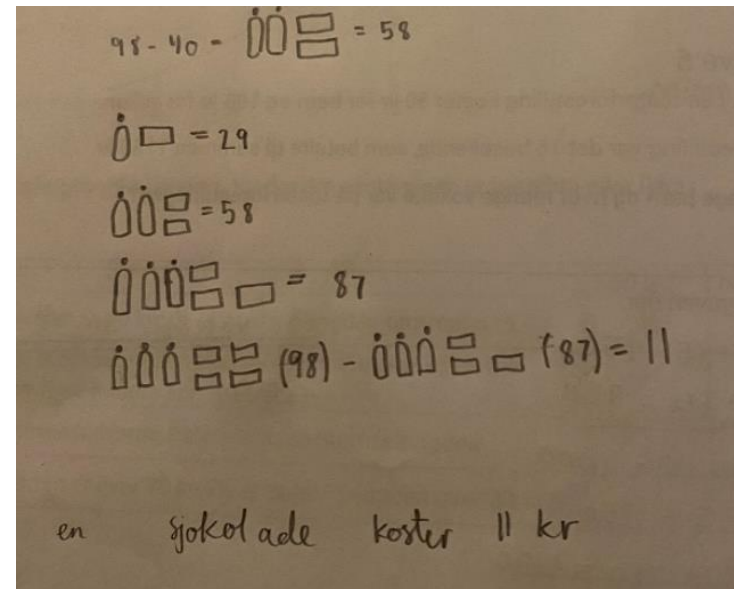 98 - 40 - = 58
= 29
= 58
= 87
(98) - (87) = 11
en sjokolade koster 11 kr